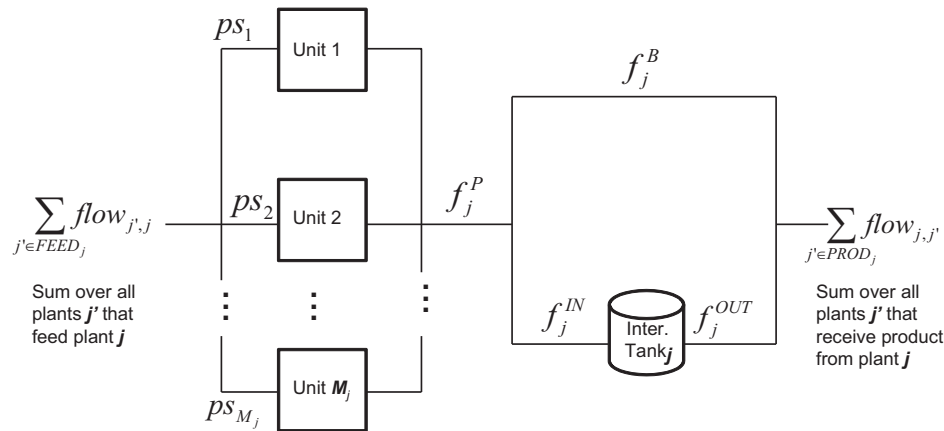 ps_1
Unit 1
f_j^B
∑_{j'∈FEED_j} flow_{j',j}
ps_2
Unit 2
f_j^P
∑_{j'∈PROD_j} flow_{j,j'}
Sum over all
plants j' that
feed plant j
⋮ ⋮ ⋮
f_j^{IN}
Inter.
Tank_j
f_j^{OUT}
Sum over all
plants j' that
receive product
from plant j
ps_{M_j}
Unit M_j